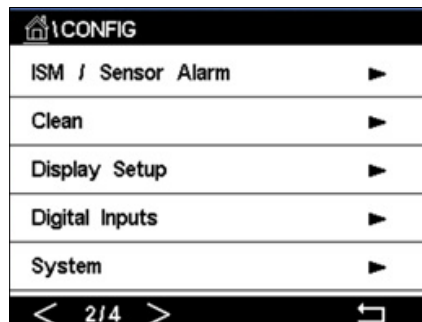 \CONFIG
ISM / Sensor Alarm
Clean
Display Setup
Digital Inputs
System
< 2/4 >